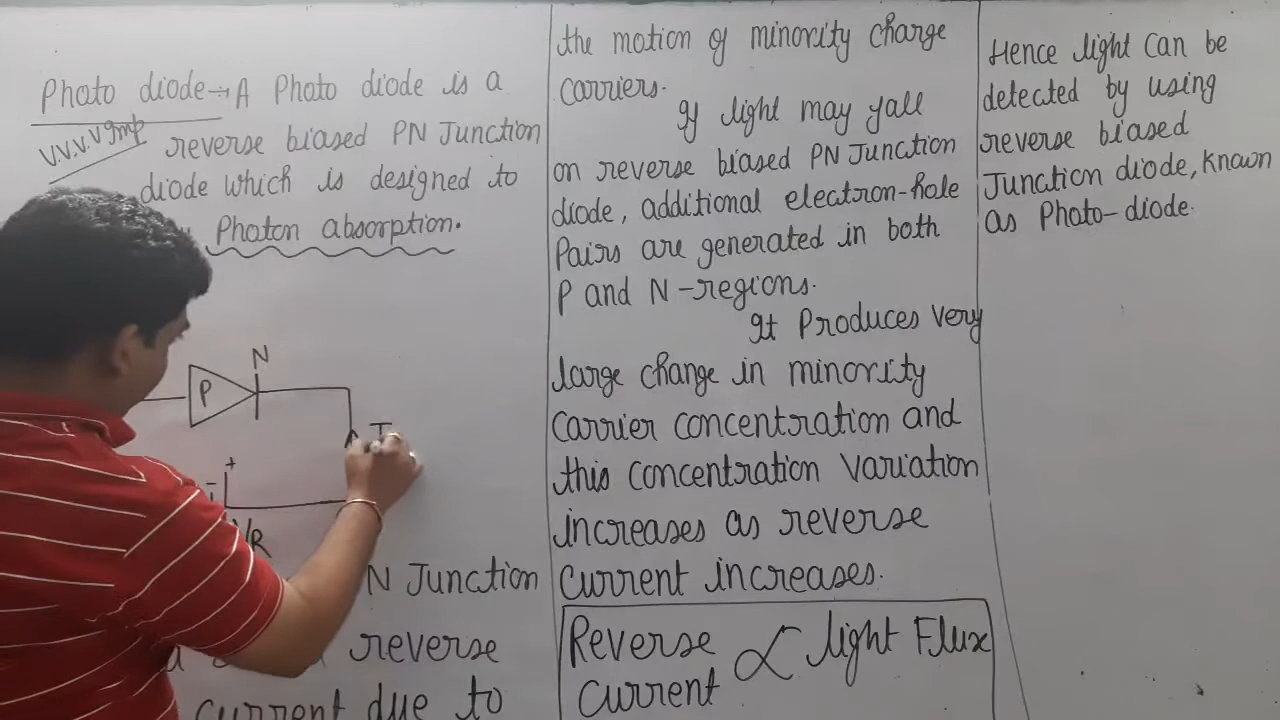 Photo diode → A Photo diode is a
V.V.V.V Imp
reverse biased PN Junction
diode which is designed to
Photon absorption.
N
P
+
-
VR
I
N Junction
reverse
current due to
the motion of minority charge
carriers.
If light may fall
on reverse biased PN Junction
diode, additional electron-hole
Pairs are generated in both
P and N-regions.
It Produces very
large change in minority
carrier concentration and
this concentration variation
increases as reverse
current increases.
Reverse ∝ light Flux
current
Hence light can be
detected by using
reverse biased
Junction diode, known
as Photo-diode.